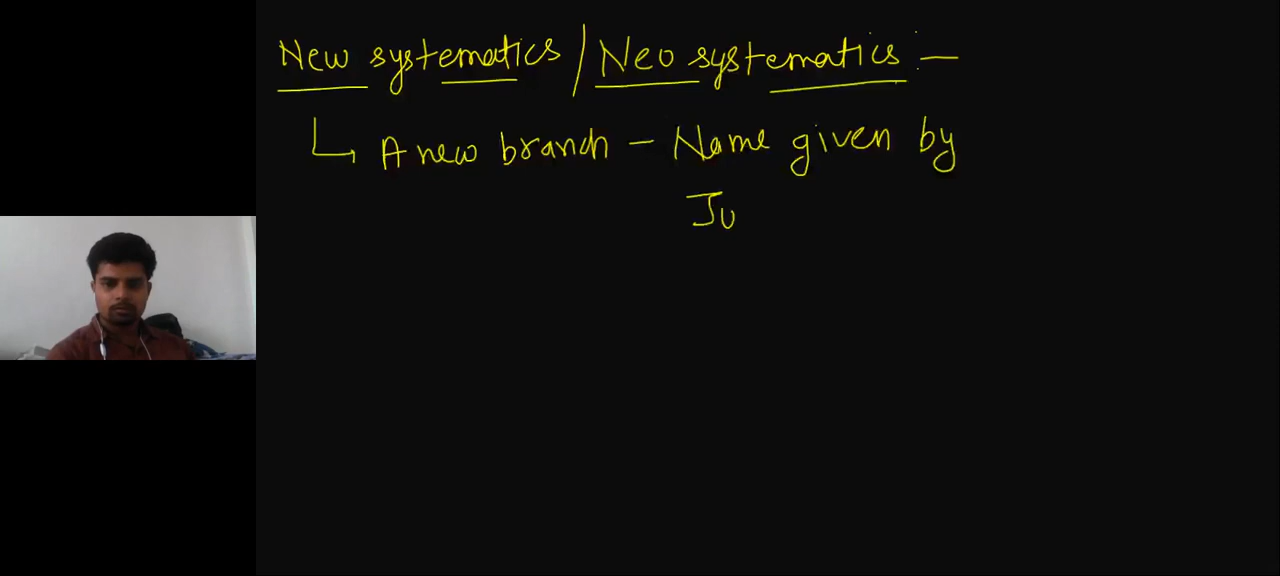 New systematics / Neo systematics :-
↳ A new branch - Name given by
Ju